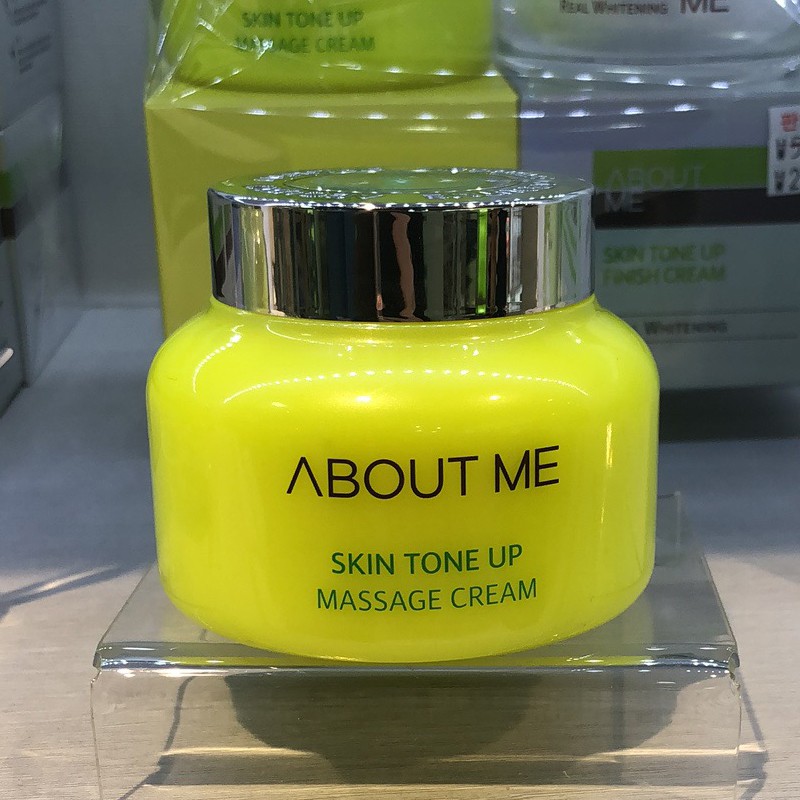 SKIN TONE UP
MASSAGE CREAM
REAL WHITENING ME
ABOUT
ME
SKIN TONE UP
FINISH CREAM
WHITENING
ABOUT ME
SKIN TONE UP
MASSAGE CREAM